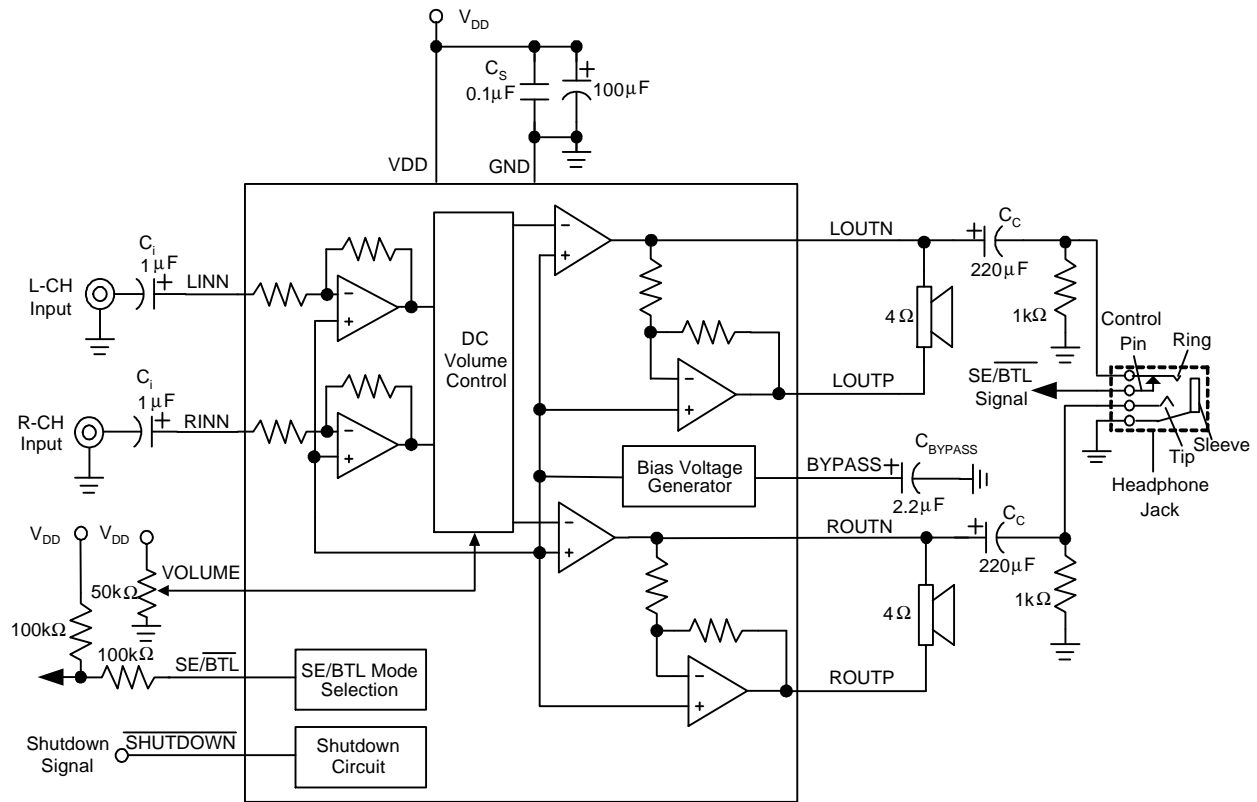 V_DD
C_S
0.1μF
100μF
VDD
GND
C_i
1μF
L-CH
Input
LINN
C_i
1μF
R-CH
Input
RINN
DC
Volume
Control
LOUTN
C_C
220μF
4Ω
1kΩ
LOUTP
Control
Pin
Ring
SE/BTL
Signal
Tip
Sleeve
Headphone
Jack
Bias Voltage
Generator
BYPASS
C_BYPASS
2.2μF
ROUTN
C_C
220μF
4Ω
1kΩ
ROUTP
V_DD
V_DD
VOLUME
50kΩ
100kΩ
100kΩ
SE/BTL
SE/BTL Mode
Selection
Shutdown
Signal
SHUTDOWN
Shutdown
Circuit
+
+
+
+
+
+
+
−
+
−
+
−
+
−
+
−
+
−
+